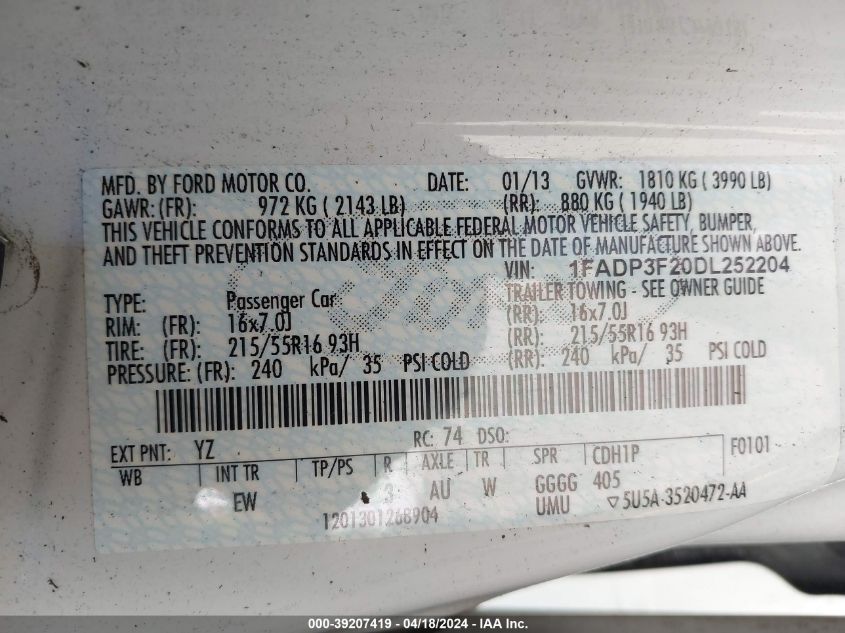 MFD. BY FORD MOTOR CO. DATE: 01/13 GVWR: 1810 KG ( 3990 LB)
GAWR: (FR): 972 KG ( 2143 LB) (RR): 880 KG ( 1940 LB)
THIS VEHICLE CONFORMS TO ALL APPLICABLE FEDERAL MOTOR VEHICLE SAFETY, BUMPER,
AND THEFT PREVENTION STANDARDS IN EFFECT ON THE DATE OF MANUFACTURE SHOWN ABOVE.
VIN: 1FADP3F20DL252204
TYPE: Passenger Car TRAILER TOWING - SEE OWNER GUIDE
RIM: (FR): 16x7.0J (RR): 16x7.0J
TIRE: (FR): 215/55R16 93H (RR): 215/55R16 93H
PRESSURE: (FR): 240 kPa/ 35 PSI COLD (RR): 240 kPa/ 35 PSI COLD
EXT PNT: YZ RC: 74 DSO: F0101
WB INT TR TP/PS R AXLE TR SPR CDH1P
EW 3 AU W GGGG 405
UMU ▽5U5A-3520472-AA
1201301268904
000-39207419 - 04/18/2024 - IAAI, Inc.